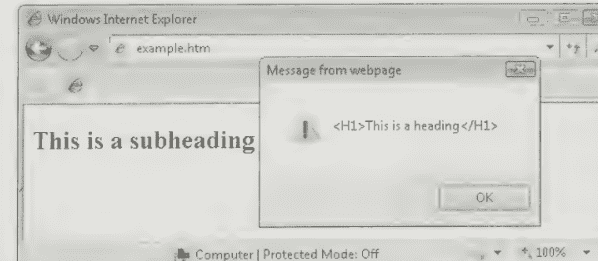 Windows Internet Explorer
example.htm
Message from webpage
<H1>This is a heading</H1>
This is a subheading
OK
Computer | Protected Mode: Off
100%